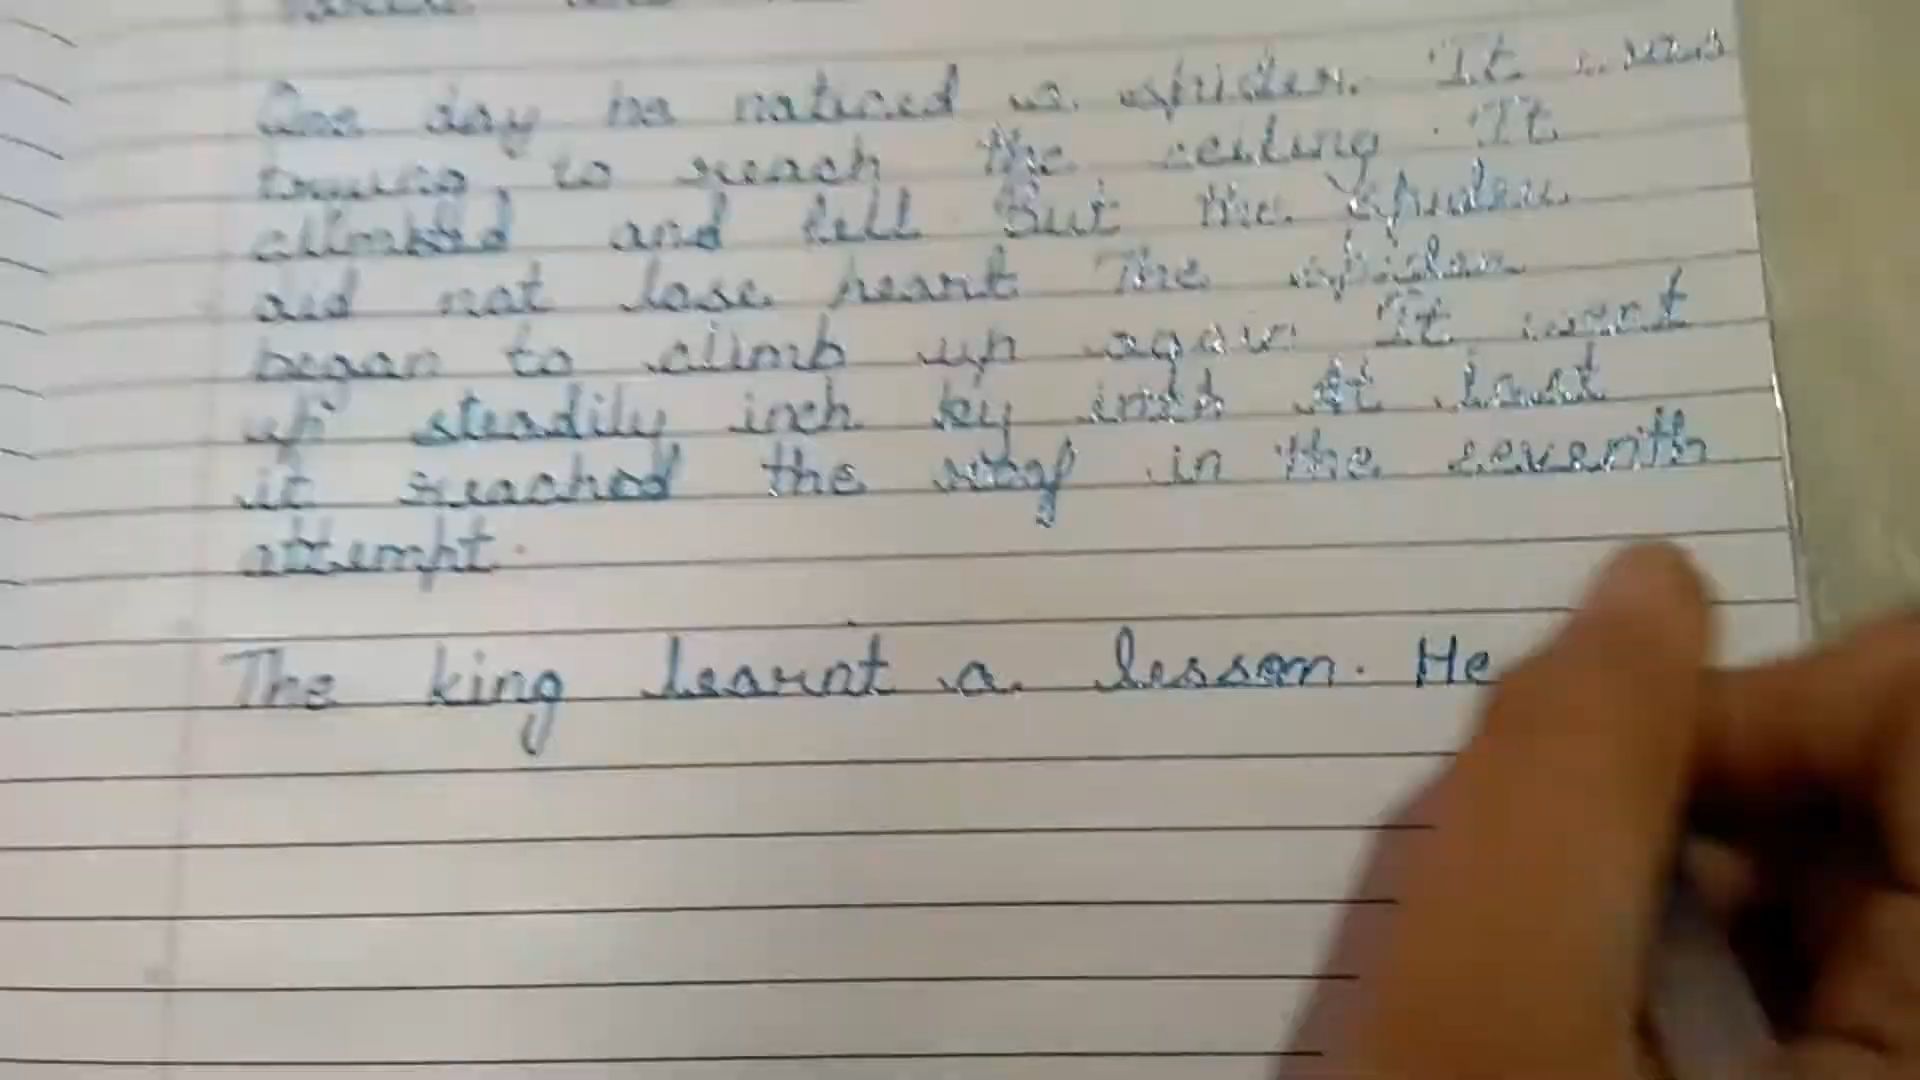 One day he noticed a spider. It was
trying to reach the ceiling. It
climbed and fell But the spider
did not lose heart The spider
began to climb up again It went
up steadily inch by inch At last
it reached the roof in the seventh
attempt.
The king learnt a lesson. He